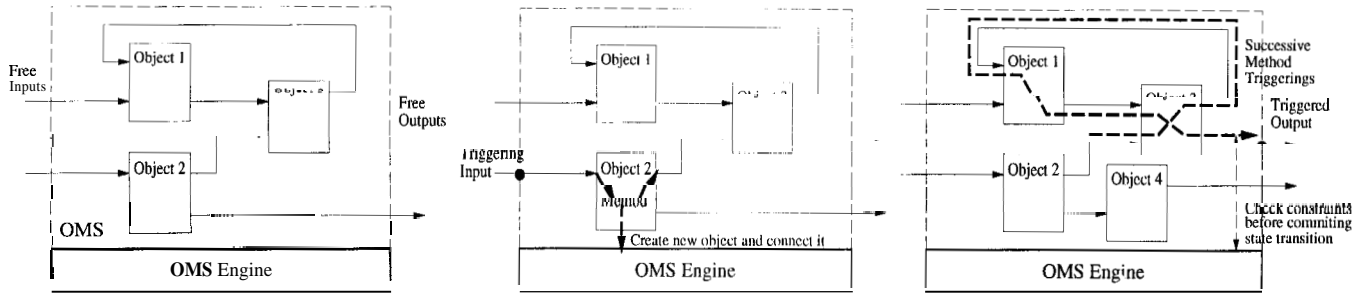 Object 1
Free
Inputs
Free
Outputs
Object 2
OMS
OMS Engine
Object 1
Triggering
Input
Object 2
Method
Create new object and connect it
OMS Engine
Object 1
Successive
Method
Triggerings
Triggered
Output
Object 2
Object 4
Check constraints
before commiting
state transition
OMS Engine